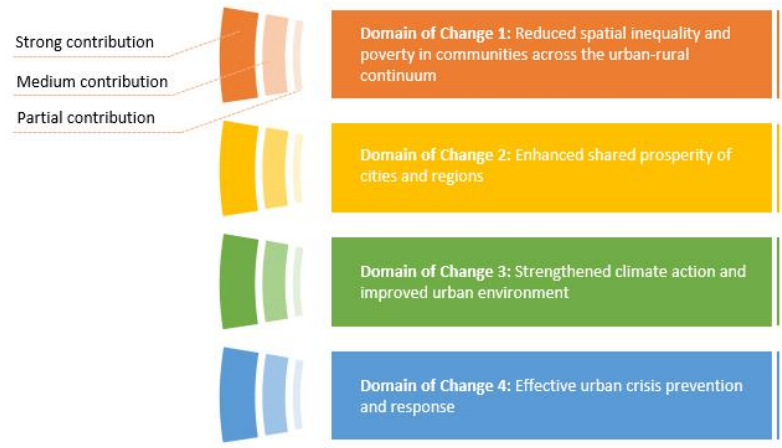 Strong contribution
Medium contribution
Partial contribution
Domain of Change 1: Reduced spatial inequality and
poverty in communities across the urban-rural
continuum
Domain of Change 2: Enhanced shared prosperity of
cities and regions
Domain of Change 3: Strengthened climate action and
improved urban environment
Domain of Change 4: Effective urban crisis prevention
and response